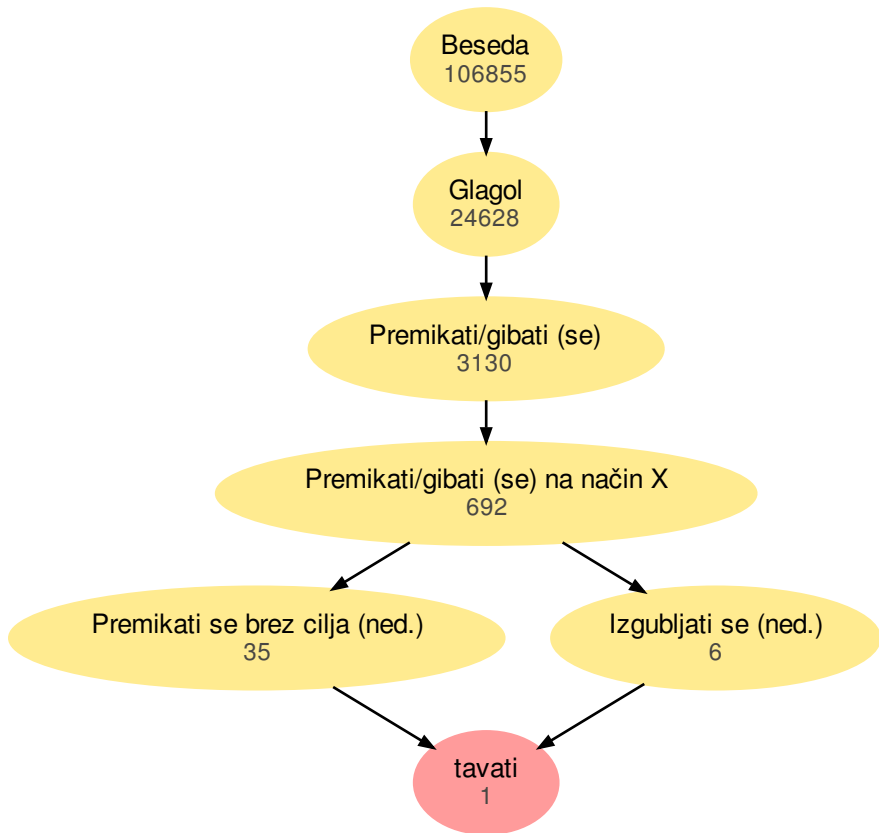 Beseda
106855
Glagol
24628
Premikati/gibati (se)
3130
Premikati/gibati (se) na način X
692
Premikati se brez cilja (ned.)
35
Izgubljati se (ned.)
6
tavati
1